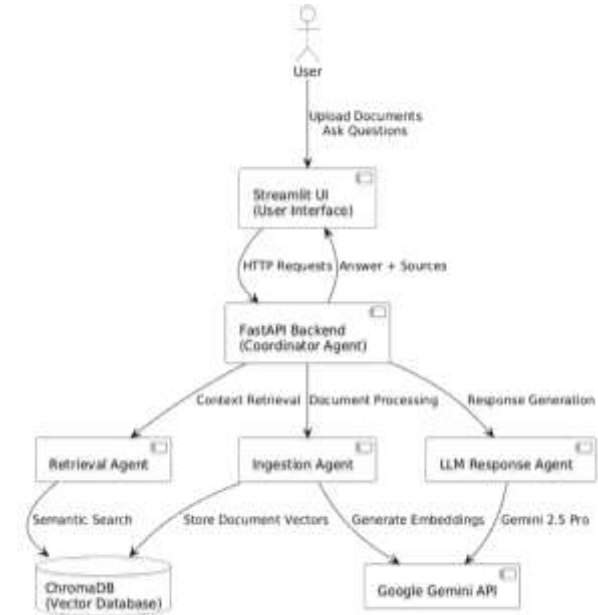 User
Upload Documents
Ask Questions
Streamlit UI
(User Interface)
HTTP Requests
Answer + Sources
FastAPI Backend
(Coordinator Agent)
Context Retrieval
Document Processing
Response Generation
Retrieval Agent
Ingestion Agent
LLM Response Agent
Semantic Search
Store Document Vectors
Generate Embeddings
Gemini 2.5 Pro
ChromaDB
(Vector Database)
Google Gemini API